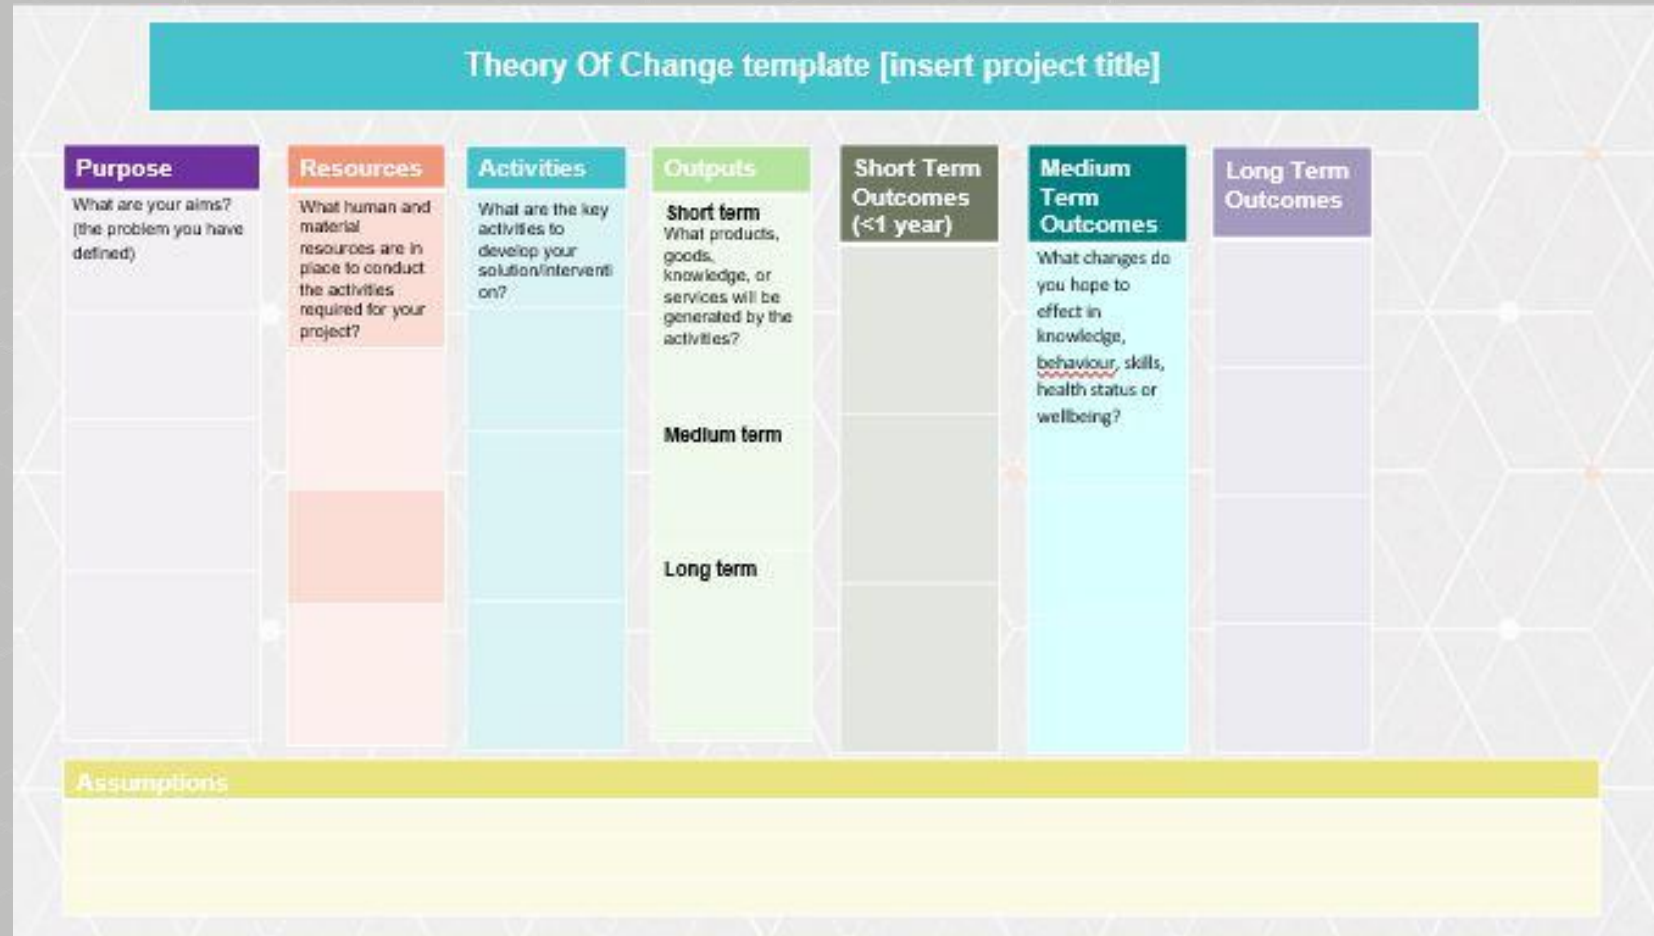 Theory Of Change template [insert project title]
Purpose
What are your aims?
(the problem you have
defined)
Resources
What human and
material
resources are in
place to conduct
the activities
required for your
project?
Activities
What are the key
activities to
develop your
solution/interventi
on?
Outputs
Short term
What products,
goods,
knowledge, or
services will be
generated by the
activities?
Medium term
Long term
Short Term
Outcomes
(<1 year)
Medium
Term
Outcomes
What changes do
you hope to
effect in
knowledge,
behaviour, skills,
health status or
wellbeing?
Long Term
Outcomes
Assumptions